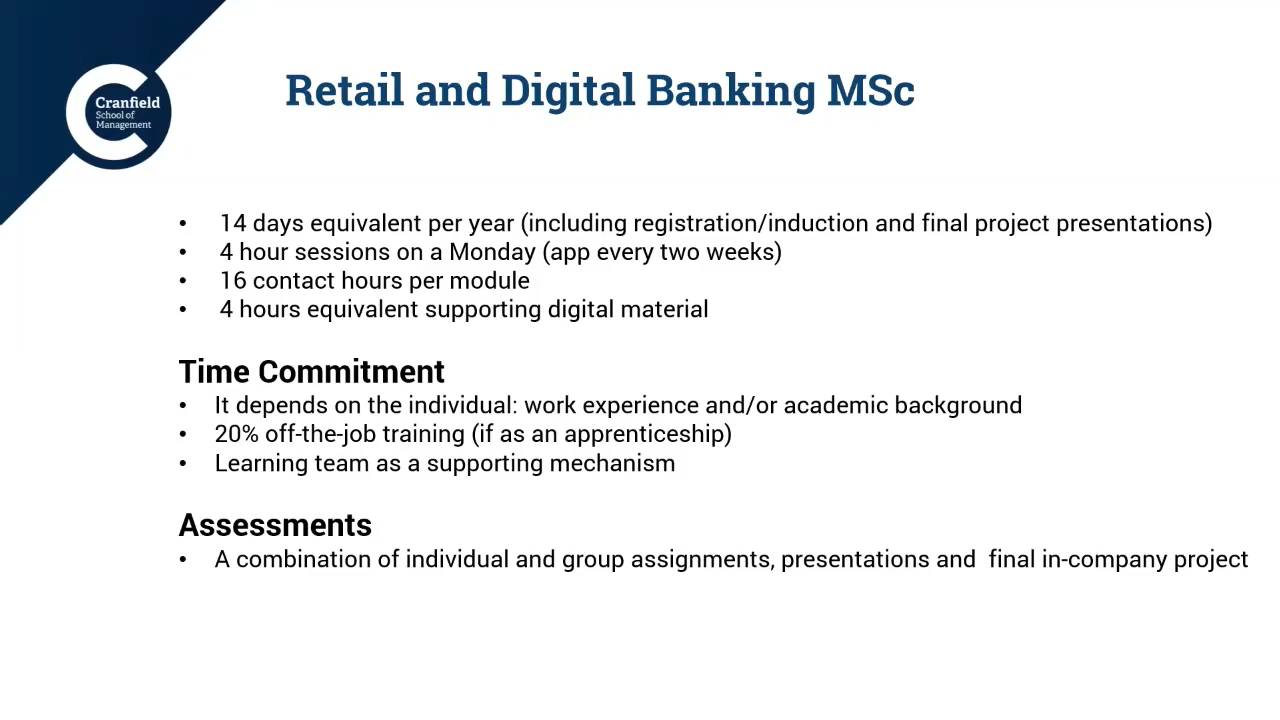 Cranfield
School of
Management
Retail and Digital Banking MSc
• 14 days equivalent per year (including registration/induction and final project presentations)
• 4 hour sessions on a Monday (app every two weeks)
• 16 contact hours per module
• 4 hours equivalent supporting digital material
Time Commitment
• It depends on the individual: work experience and/or academic background
• 20% off-the-job training (if as an apprenticeship)
• Learning team as a supporting mechanism
Assessments
• A combination of individual and group assignments, presentations and  final in-company project